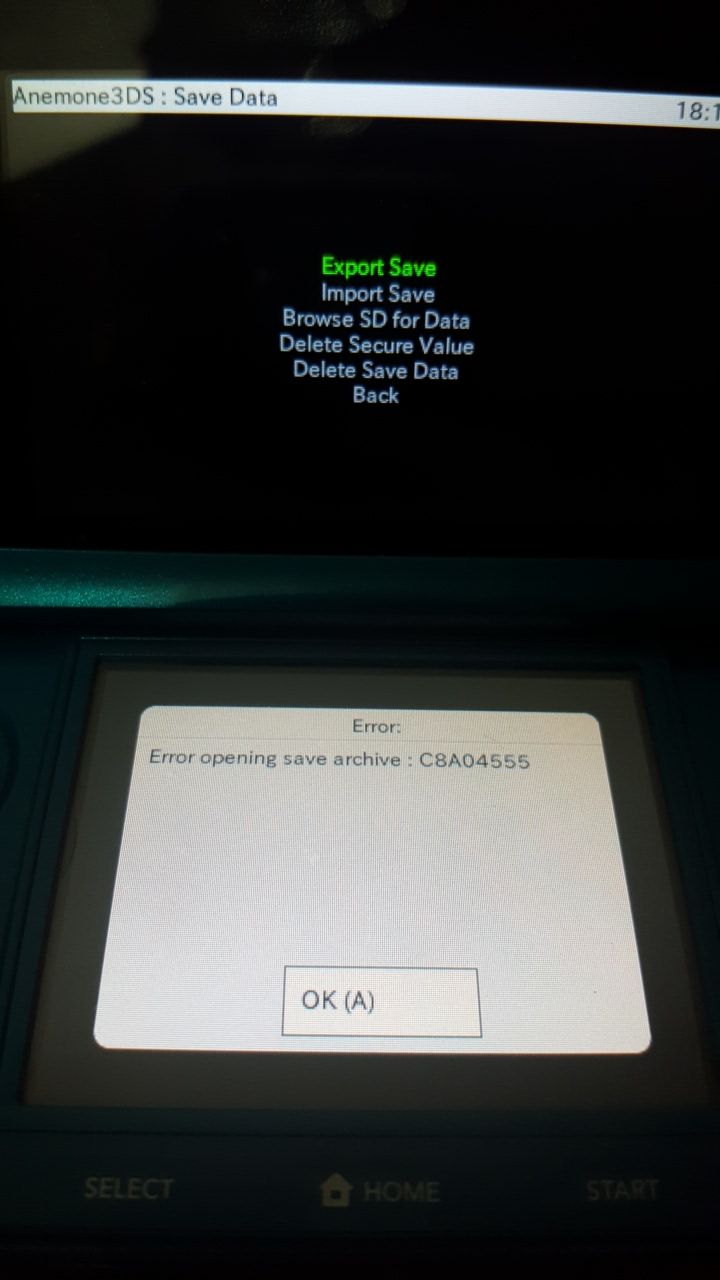 Anemone3DS : Save Data
18:1
Export Save
Import Save
Browse SD for Data
Delete Secure Value
Delete Save Data
Back
Error:
Error opening save archive : C8A04555
OK (A)
SELECT
HOME
START